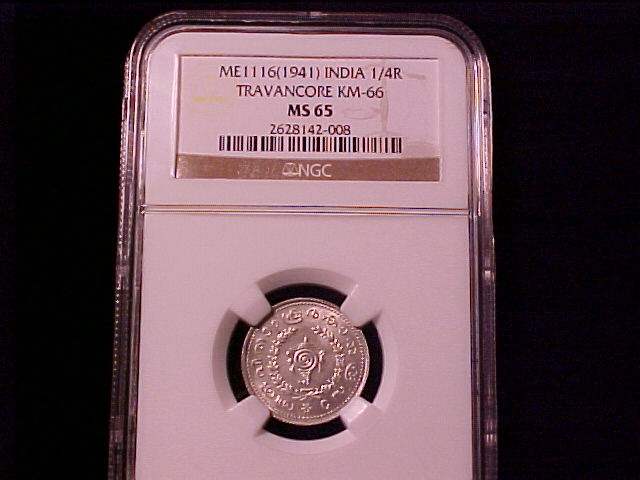 ME1116(1941) INDIA 1/4R
TRAVANCORE KM-66
MS 65
2628142-008
NGC